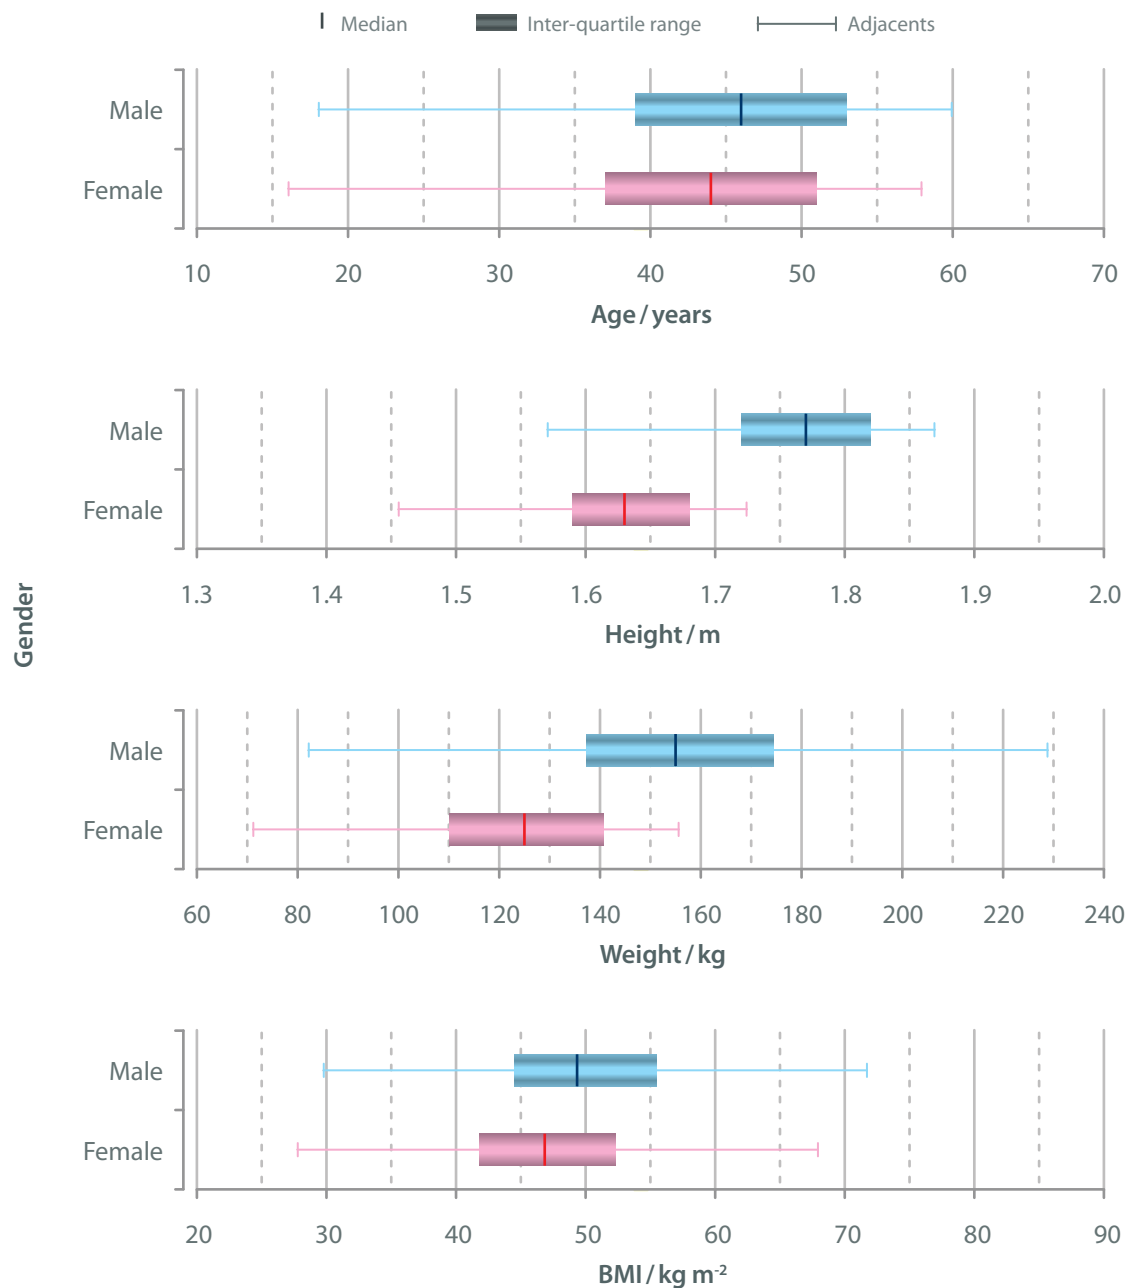 Median Inter-quartile range Adjacents
Male
Female
10 20 30 40 50 60 70
Age / years
Male
Female
1.3 1.4 1.5 1.6 1.7 1.8 1.9 2.0
Height / m
Gender
Male
Female
60 80 100 120 140 160 180 200 220 240
Weight / kg
Male
Female
20 30 40 50 60 70 80 90
BMI / kg m⁻²